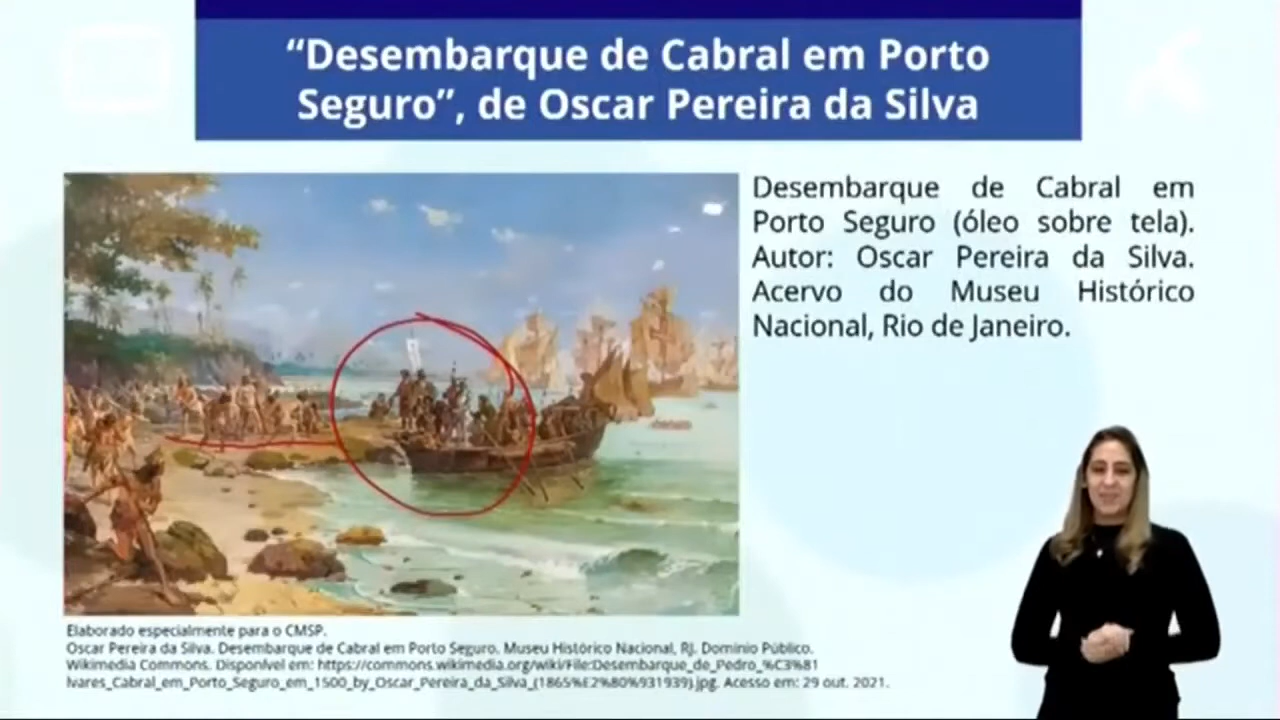 “Desembarque de Cabral em Porto
Seguro”, de Oscar Pereira da Silva
Desembarque de Cabral em
Porto Seguro (óleo sobre tela).
Autor: Oscar Pereira da Silva.
Acervo do Museu Histórico
Nacional, Rio de Janeiro.
Elaborado especialmente para o CMSP.
Oscar Pereira da Silva. Desembarque de Cabral em Porto Seguro. Museu Histórico Nacional, RJ. Domínio Público.
Wikimedia Commons. Disponível em: https://commons.wikimedia.org/wiki/File:Desembarque_de_Pedro_%C3%81
lvares_Cabral_em_Porto_Seguro_em_1500_by_Oscar_Pereira_da_Silva_(1865%E2%80%931939).jpg. Acesso em: 29 out. 2021.